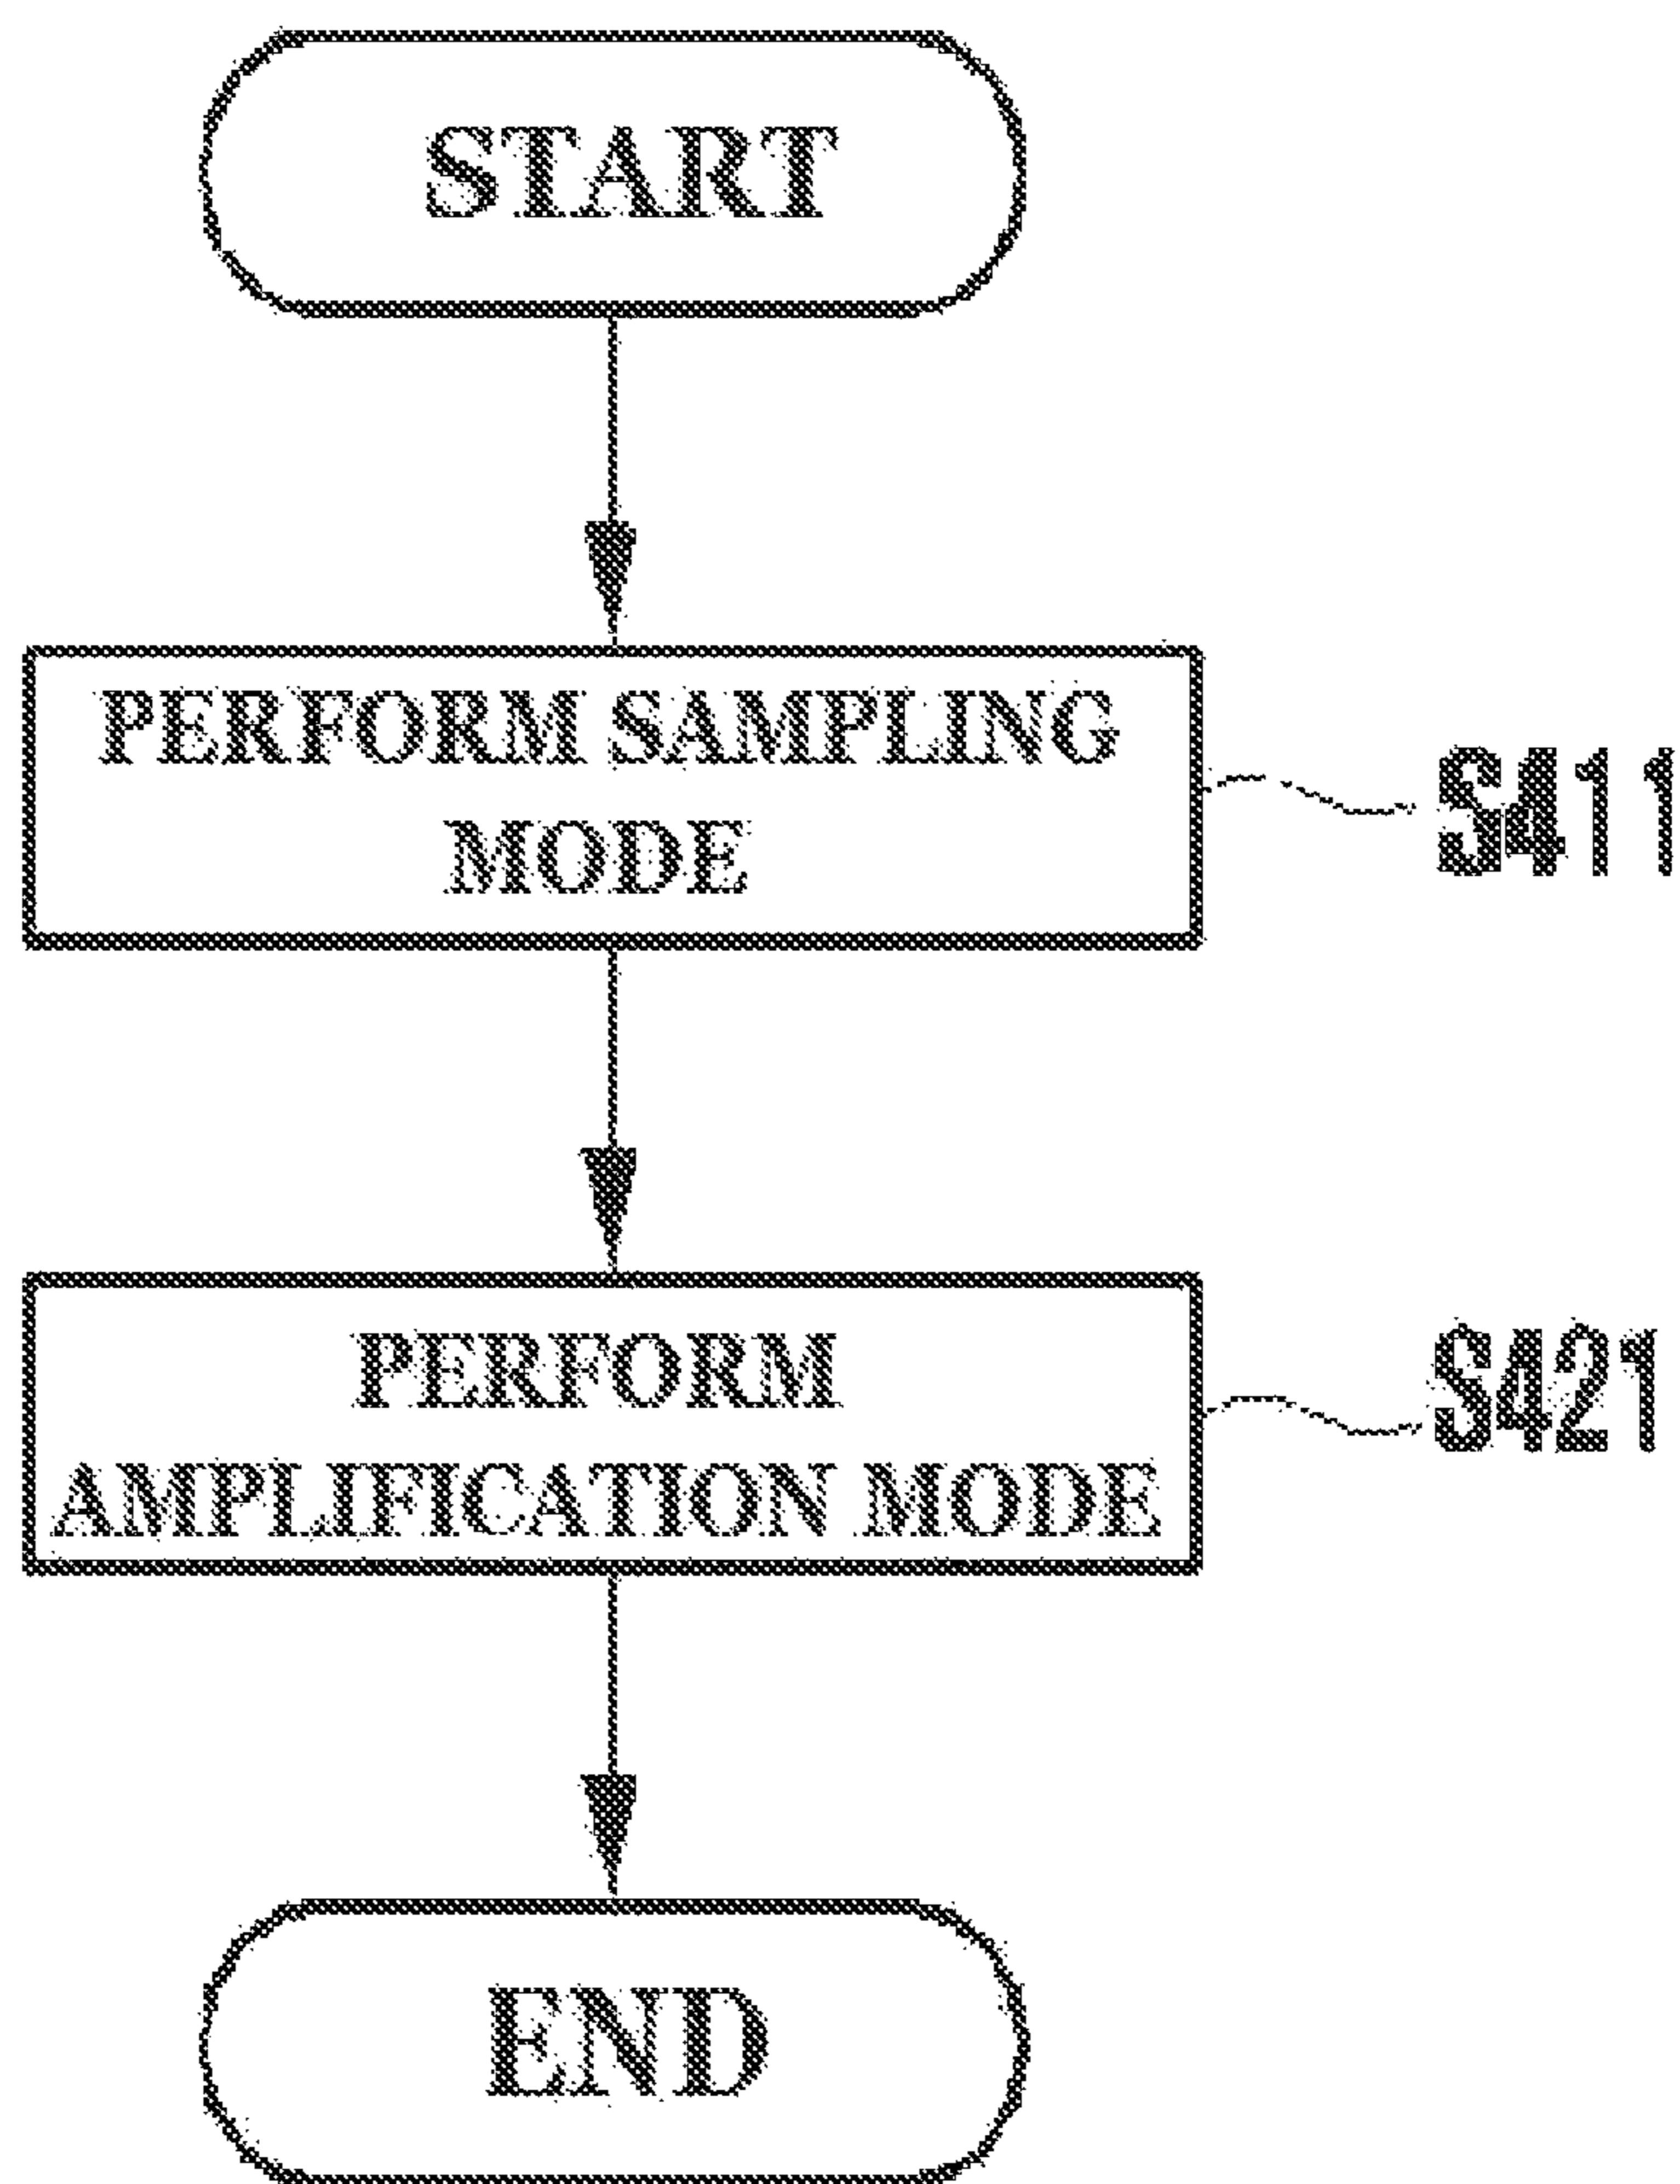 START
PERFORM SAMPLING
MODE
S411
PERFORM
AMPLIFICATION MODE
S421
END